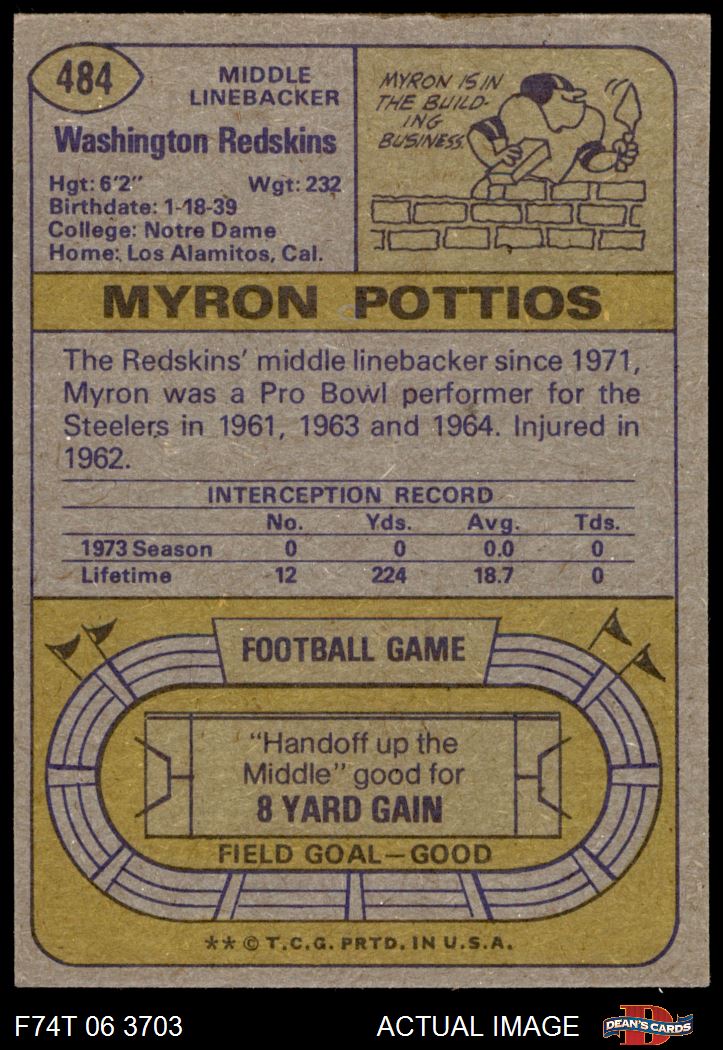 484
MIDDLE
LINEBACKER
Washington Redskins
Hgt: 6'2" Wgt: 232
Birthdate: 1-18-39
College: Notre Dame
Home: Los Alamitos, Cal.
MYRON IS IN
THE BUILD-
ING
BUSINESS
MYRON POTTIOS
The Redskins' middle linebacker since 1971,
Myron was a Pro Bowl performer for the
Steelers in 1961, 1963 and 1964. Injured in
1962.
INTERCEPTION RECORD
No. Yds. Avg. Tds.
1973 Season 0 0 0.0 0
Lifetime 12 224 18.7 0
FOOTBALL GAME
"Handoff up the
Middle" good for
8 YARD GAIN
FIELD GOAL—GOOD
** © T.C.G. PRTD. IN U.S.A.
F74T 06 3703 ACTUAL IMAGE
D
DEAN'S CARDS